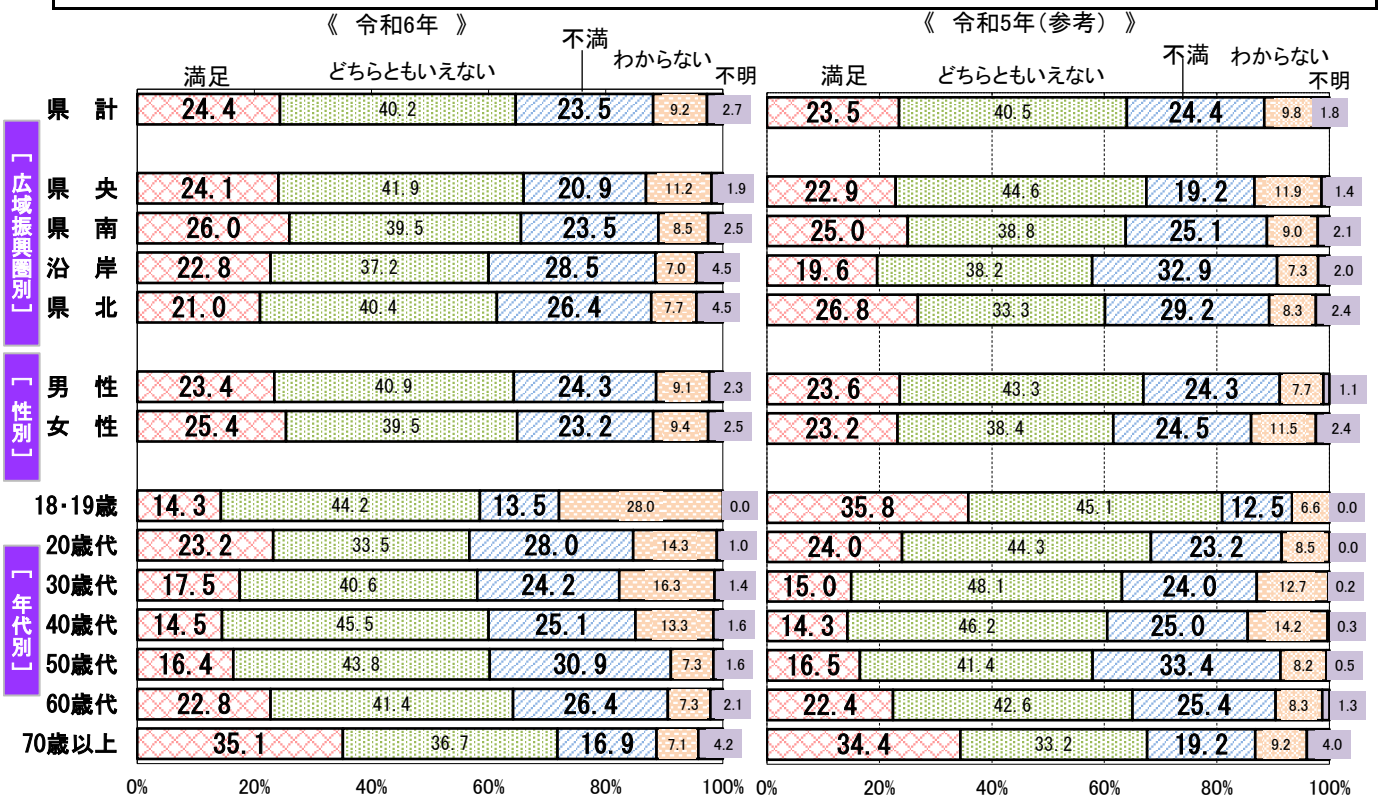 《 令和6年 》 《 令和5年(参考) 》
満足 どちらともいえない 不満 わからない 不明 満足 どちらともいえない 不満 わからない 不明
県 計 24.4 40.2 23.5 9.2 2.7 23.5 40.5 24.4 9.8 1.8
[広域振興圏別]
県 央 24.1 41.9 20.9 11.2 1.9 22.9 44.6 19.2 11.9 1.4
県 南 26.0 39.5 23.5 8.5 2.5 25.0 38.8 25.1 9.0 2.1
沿 岸 22.8 37.2 28.5 7.0 4.5 19.6 38.2 32.9 7.3 2.0
県 北 21.0 40.4 26.4 7.7 4.5 26.8 33.3 29.2 8.3 2.4
[性別]
男 性 23.4 40.9 24.3 9.1 2.3 23.6 43.3 24.3 7.7 1.1
女 性 25.4 39.5 23.2 9.4 2.5 23.2 38.4 24.5 11.5 2.4
[年代別]
18・19歳 14.3 44.2 13.5 28.0 0.0 35.8 45.1 12.5 6.6 0.0
20歳代 23.2 33.5 28.0 14.3 1.0 24.0 44.3 23.2 8.5 0.0
30歳代 17.5 40.6 24.2 16.3 1.4 15.0 48.1 24.0 12.7 0.2
40歳代 14.5 45.5 25.1 13.3 1.6 14.3 46.2 25.0 14.2 0.3
50歳代 16.4 43.8 30.9 7.3 1.6 16.5 41.4 33.4 8.2 0.5
60歳代 22.8 41.4 26.4 7.3 2.1 22.4 42.6 25.4 8.3 1.3
70歳以上 35.1 36.7 16.9 7.1 4.2 34.4 33.2 19.2 9.2 4.0
0% 20% 40% 60% 80% 100% 0% 20% 40% 60% 80% 100%